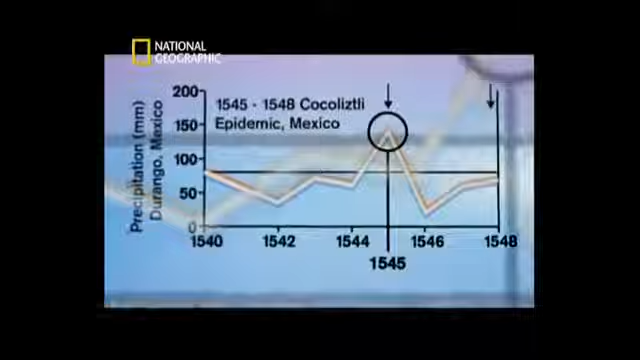 NATIONAL
GEOGRAPHIC
200
150
100
50
0
Precipitation (mm)
Durango, Mexico
1545 - 1548 Cocoliztli
Epidemic, Mexico
1540
1542
1544
1546
1548
1545